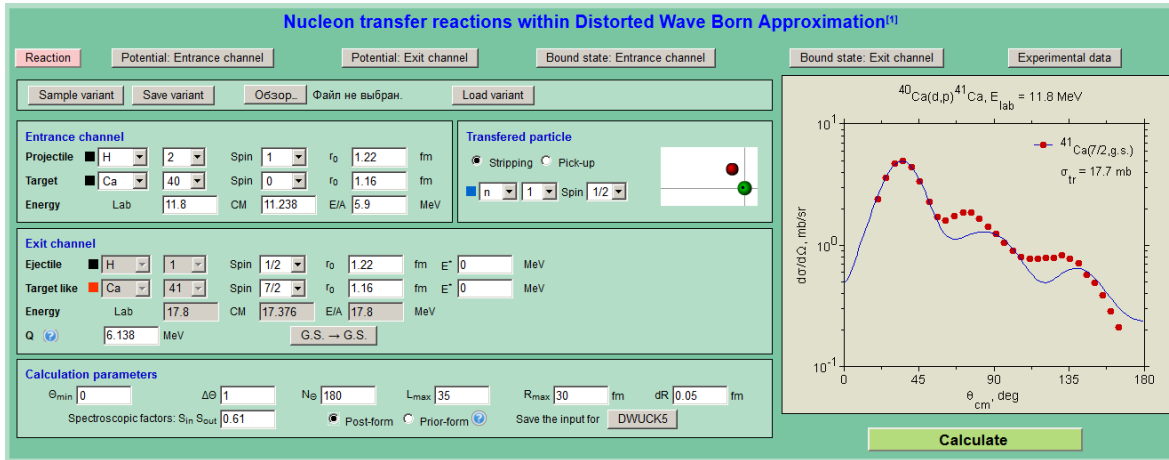 Nucleon transfer reactions within Distorted Wave Born Approximation[1]
Reaction Potential: Entrance channel Potential: Exit channel Bound state: Entrance channel Bound state: Exit channel Experimental data
Sample variant Save variant Обзор... Файл не выбран. Load variant
Entrance channel
Projectile H 2 Spin 1 r0 1.22 fm
Target Ca 40 Spin 0 r0 1.16 fm
Energy Lab 11.8 CM 11.238 E/A 5.9 MeV
Transfered particle
Stripping Pick-up
n 1 Spin 1/2
Exit channel
Ejectile H 1 Spin 1/2 r0 1.22 fm E* 0 MeV
Target like Ca 41 Spin 7/2 r0 1.16 fm E* 0 MeV
Energy Lab 17.8 CM 17.376 E/A 17.8 MeV
Q ? 6.138 MeV G.S. → G.S.
Calculation parameters
Θmin 0 ΔΘ 1 NΘ 180 Lmax 35 Rmax 30 fm dR 0.05 fm
Spectroscopic factors: Sin Sout 0.61 Post-form Prior-form ? Save the input for DWUCK5
40Ca(d,p)41Ca, Elab = 11.8 MeV
41Ca(7/2,g.s.)
σtr = 17.7 mb
dσ/dΩ, mb/sr
10^1
10^0
10^-1
0 45 90 135 180
θcm, deg
Calculate